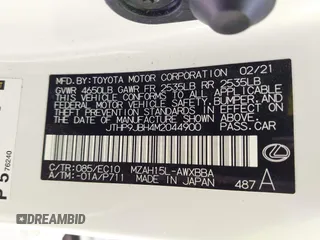 MFD. BY: TOYOTA MOTOR CORPORATION 02/21
GVWR 4650LB GAWR FR 2535LB RR 2535LB
THIS VEHICLE CONFORMS TO ALL APPLICABLE
FEDERAL MOTOR VEHICLE SAFETY, BUMPER, AND
THEFT PREVENTION STANDARDS IN EFFECT ON
THE DATE OF MANUFACTURE SHOWN ABOVE.
JTHP9JBH4M2044900 PASS. CAR
C/TR: 085/EC10 MZAH15L-AWXBBA
A/TM: -01A/P711 MADE IN JAPAN 487 A
P 5 76240
DREAMBID